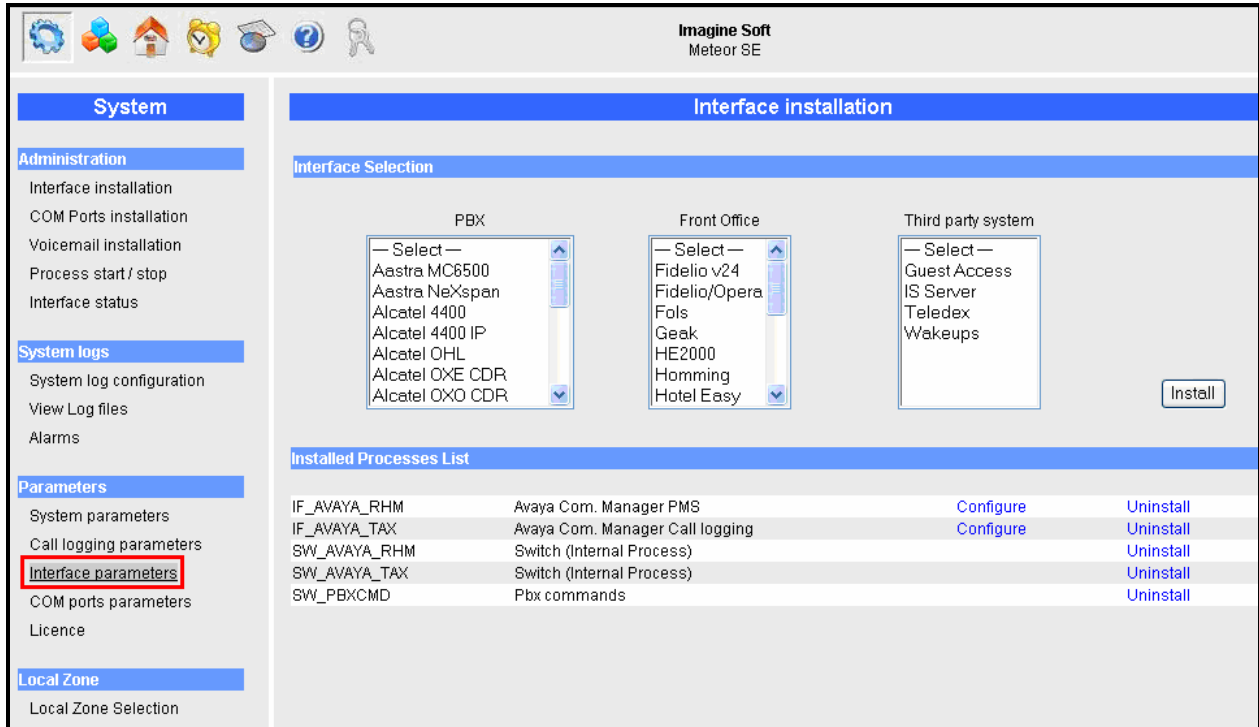 Imagine Soft
Meteor SE
System
Administration
Interface installation
COM Ports installation
Voicemail installation
Process start / stop
Interface status
System logs
System log configuration
View Log files
Alarms
Parameters
System parameters
Call logging parameters
Interface parameters
COM ports parameters
Licence
Local Zone
Local Zone Selection
Interface installation
Interface Selection
PBX
— Select —
Aastra MC6500
Aastra NeXspan
Alcatel 4400
Alcatel 4400 IP
Alcatel OHL
Alcatel OXE CDR
Alcatel OXO CDR
Front Office
— Select —
Fidelio v24
Fidelio/Opera
Fols
Geak
HE2000
Homming
Hotel Easy
Third party system
— Select —
Guest Access
IS Server
Teledex
Wakeups
Install
Installed Processes List
IF_AVAYA_RHM Avaya Com. Manager PMS Configure Uninstall
IF_AVAYA_TAX Avaya Com. Manager Call logging Configure Uninstall
SW_AVAYA_RHM Switch (Internal Process) Uninstall
SW_AVAYA_TAX Switch (Internal Process) Uninstall
SW_PBXCMD Pbx commands Uninstall